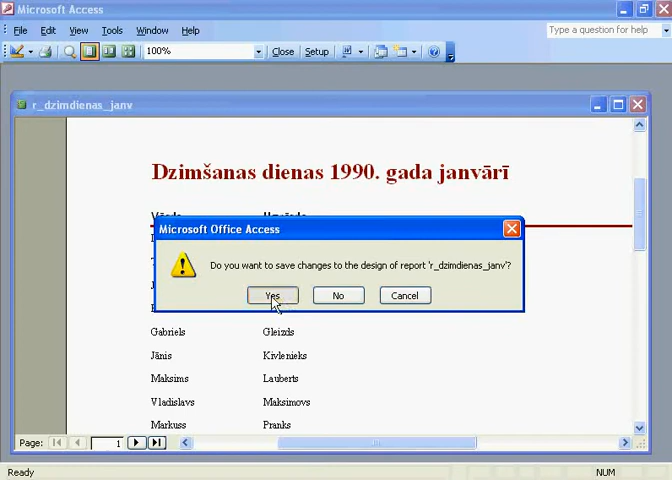 Microsoft Access
File Edit View Tools Window Help Type a question for help
100% Close Setup W
r_dzimdienas_janv
Dzimšanas dienas 1990. gada janvārī
Microsoft Office Access
Do you want to save changes to the design of report 'r_dzimdienas_janv'?
Yes No Cancel
Gabriels Gleizds
Jānis Kivlenieks
Maksims Lauberts
Vladislavs Maksimovs
Markuss Pranks
Page: 1
Ready NUM